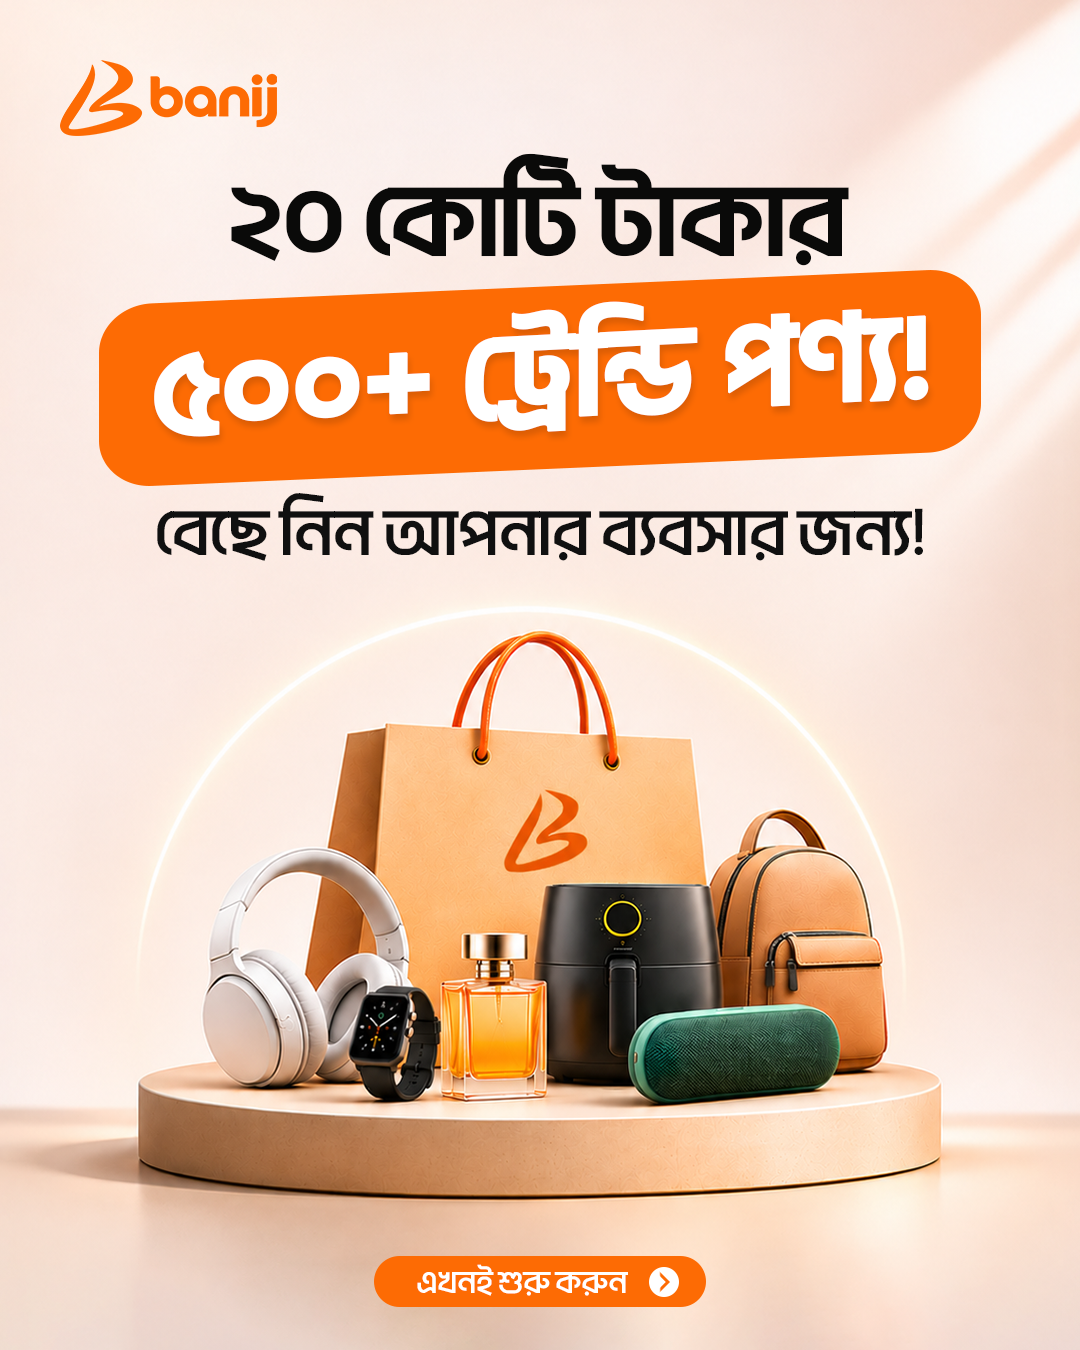 banij
২০ কোটি টাকার
৫০০+ ট্রেন্ডি পণ্য!
বেছে নিন আপনার ব্যবসার জন্য!
এখনই শুরু করুন